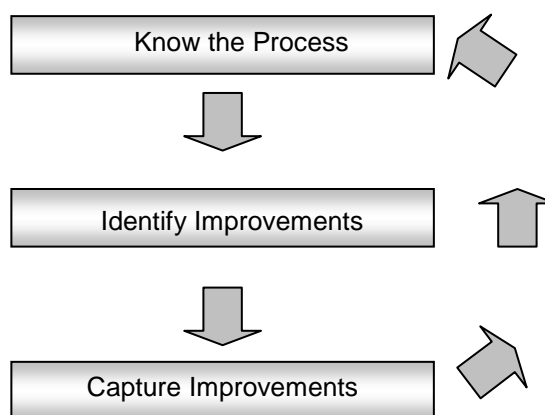 Know the Process
Identify Improvements
Capture Improvements